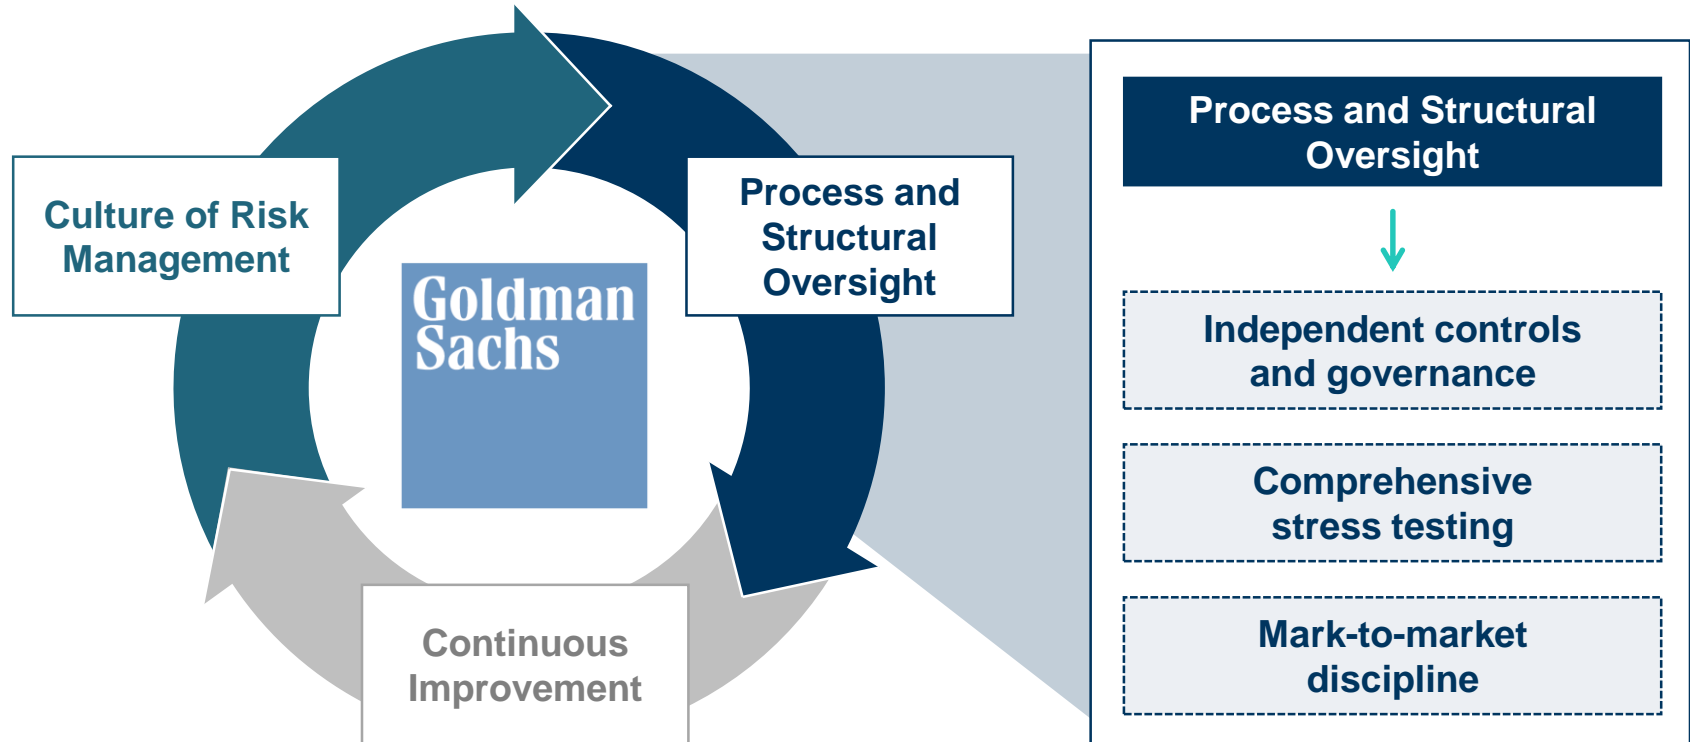 Culture of Risk
Management
Process and
Structural
Oversight
Goldman
Sachs
Continuous
Improvement
Process and Structural
Oversight
Independent controls
and governance
Comprehensive
stress testing
Mark-to-market
discipline